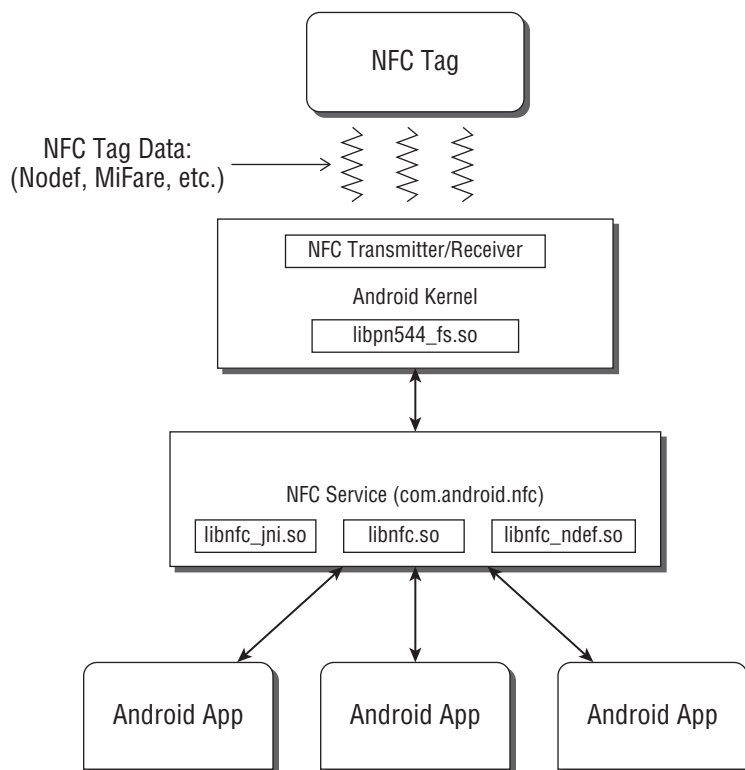 NFC Tag
NFC Tag Data:
(Nodef, MiFare, etc.)
NFC Transmitter/Receiver
Android Kernel
libpn544_fs.so
NFC Service (com.android.nfc)
libnfc_jni.so
libnfc.so
libnfc_ndef.so
Android App
Android App
Android App